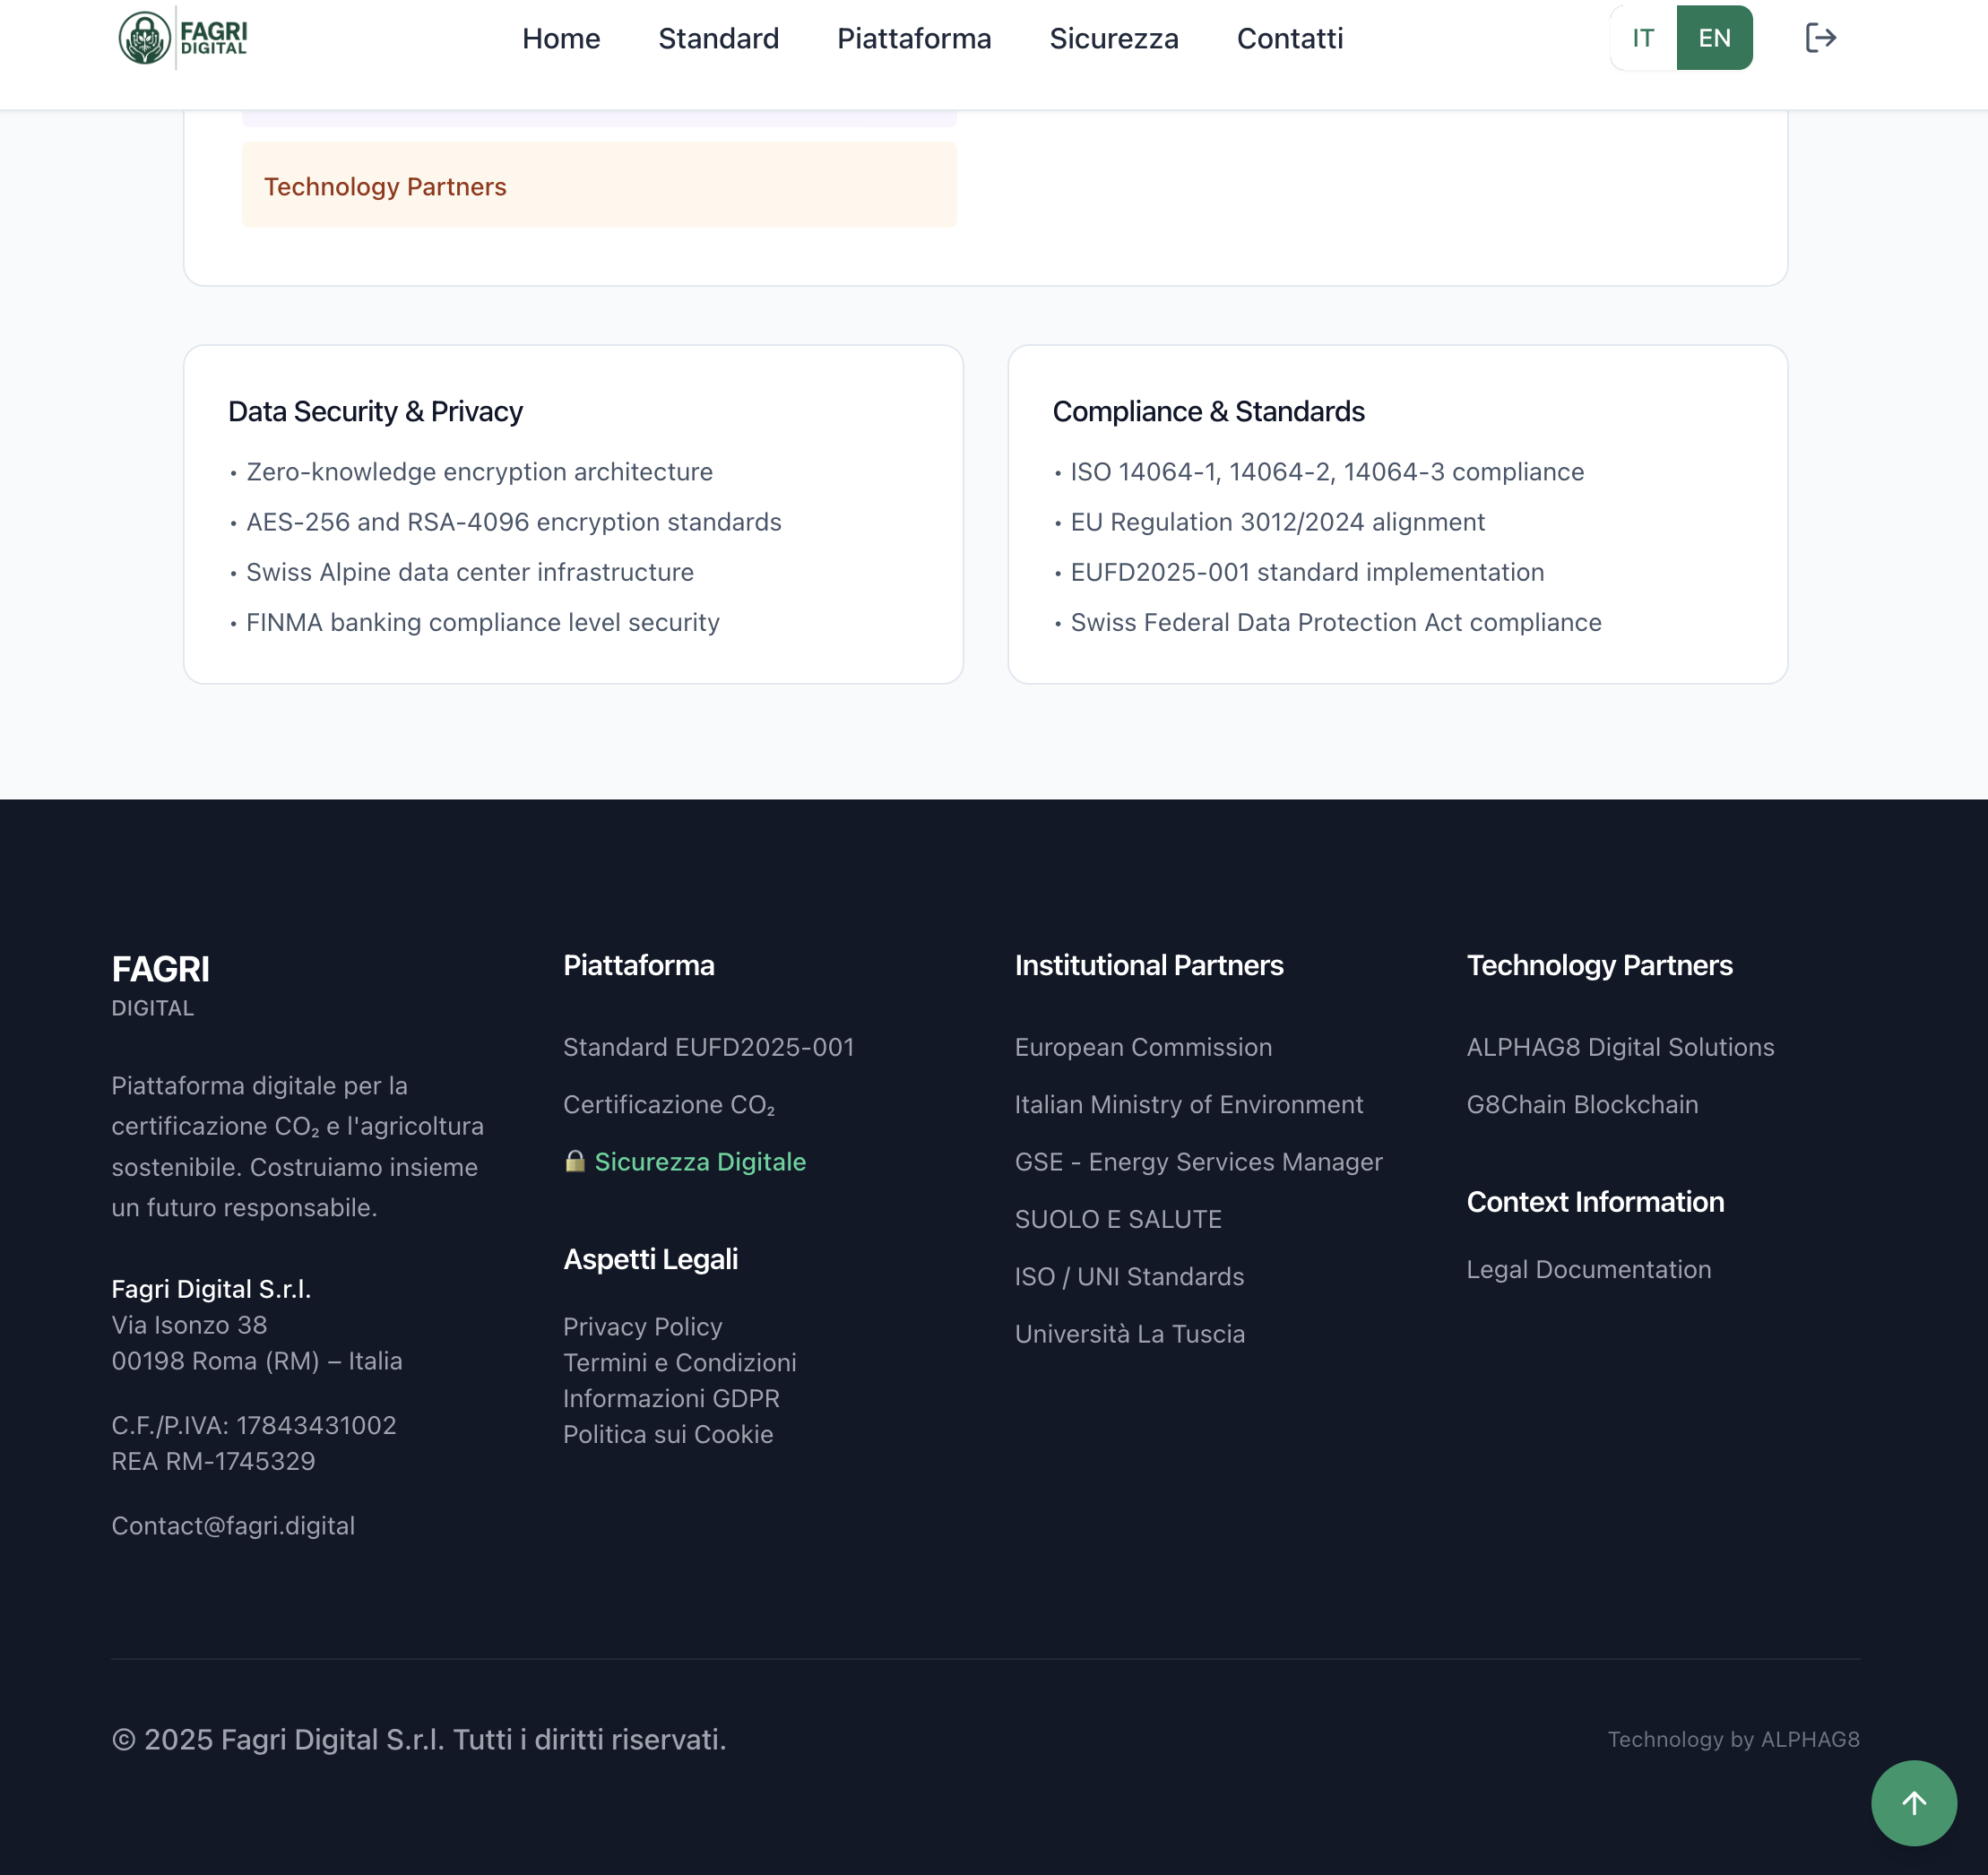 FAGRI
DIGITAL
Home
Standard
Piattaforma
Sicurezza
Contatti
IT
EN
Technology Partners
Data Security & Privacy
• Zero-knowledge encryption architecture
• AES-256 and RSA-4096 encryption standards
• Swiss Alpine data center infrastructure
• FINMA banking compliance level security
Compliance & Standards
• ISO 14064-1, 14064-2, 14064-3 compliance
• EU Regulation 3012/2024 alignment
• EUFD2025-001 standard implementation
• Swiss Federal Data Protection Act compliance
FAGRI
DIGITAL
Piattaforma digitale per la
certificazione CO₂ e l'agricoltura
sostenibile. Costruiamo insieme
un futuro responsabile.
Fagri Digital S.r.l.
Via Isonzo 38
00198 Roma (RM) – Italia
C.F./P.IVA: 17843431002
REA RM-1745329
Contact@fagri.digital
Piattaforma
Standard EUFD2025-001
Certificazione CO₂
🔒 Sicurezza Digitale
Aspetti Legali
Privacy Policy
Termini e Condizioni
Informazioni GDPR
Politica sui Cookie
Institutional Partners
European Commission
Italian Ministry of Environment
GSE - Energy Services Manager
SUOLO E SALUTE
ISO / UNI Standards
Università La Tuscia
Technology Partners
ALPHAG8 Digital Solutions
G8Chain Blockchain
Context Information
Legal Documentation
© 2025 Fagri Digital S.r.l. Tutti i diritti riservati.
Technology by ALPHAG8